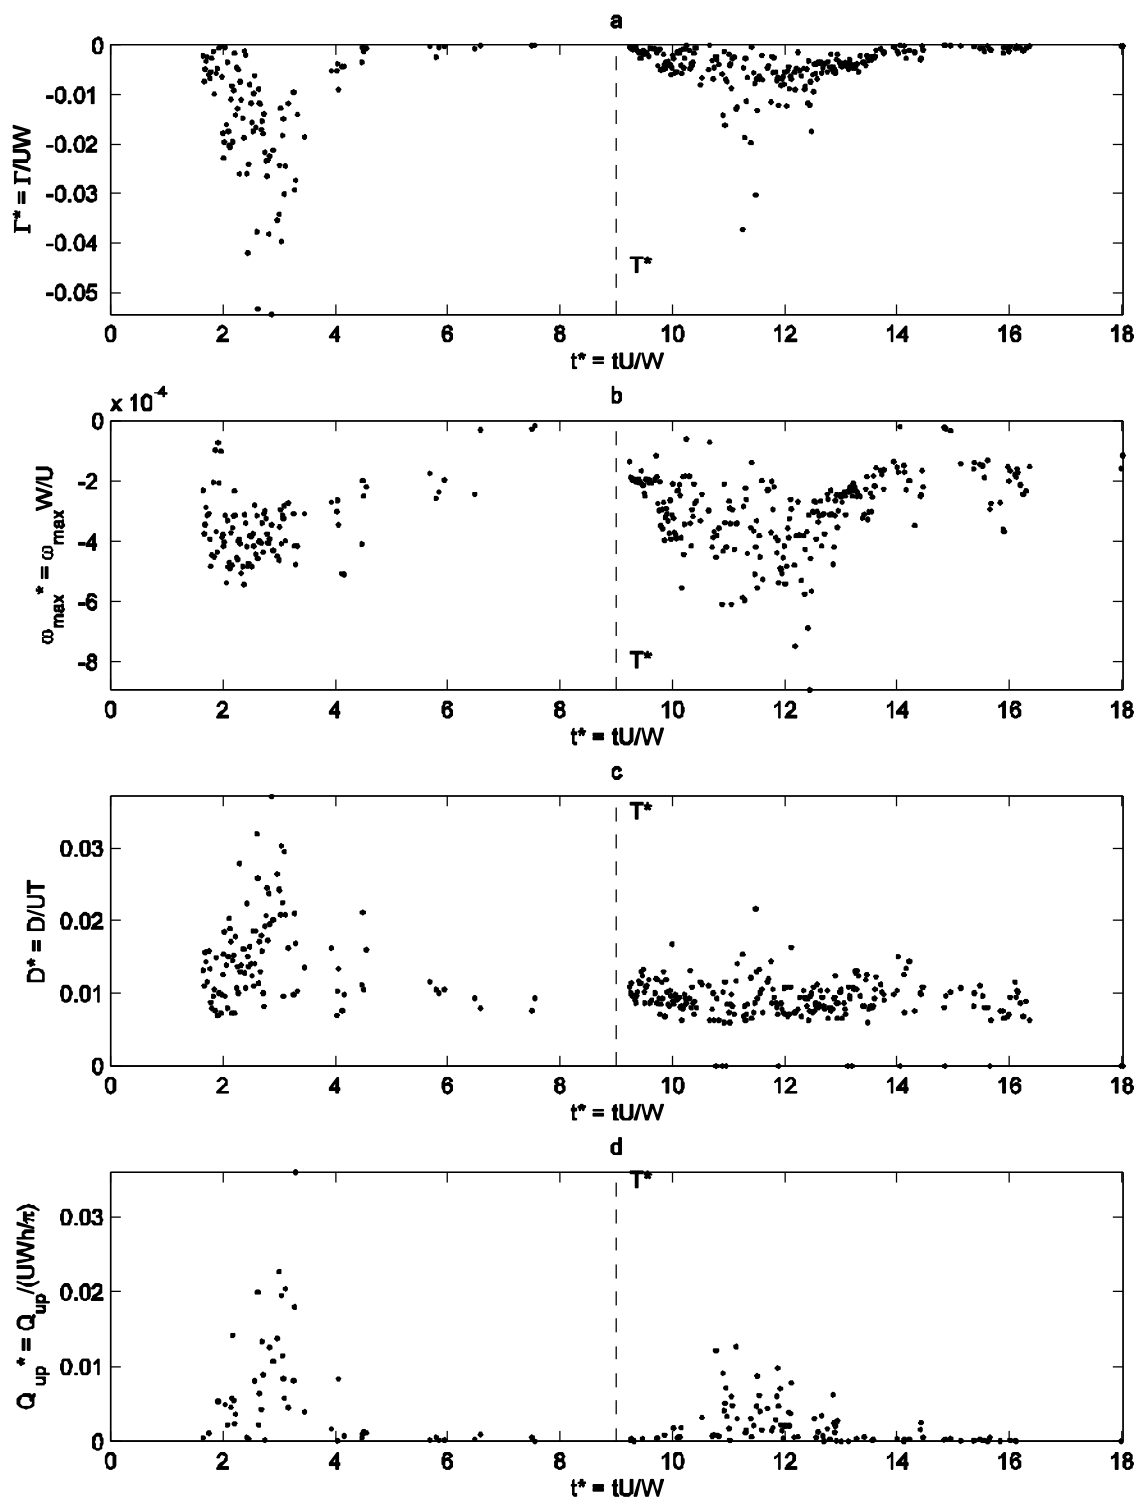 a
0
-0.01
-0.02
-0.03
-0.04
-0.05
Γ* = Γ/UW
T*
0 2 4 6 8 10 12 14 16 18
t* = tU/W
x 10⁻⁴
b
0
-2
-4
-6
-8
ω_max* = ω_max W/U
T*
0 2 4 6 8 10 12 14 16 18
t* = tU/W
c
T*
0.03
0.02
0.01
0
D* = D/UT
0 2 4 6 8 10 12 14 16 18
t* = tU/W
d
T*
0.03
0.02
0.01
0
Q_up* = Q_up/(UWh/π)
0 2 4 6 8 10 12 14 16 18
t* = tU/W